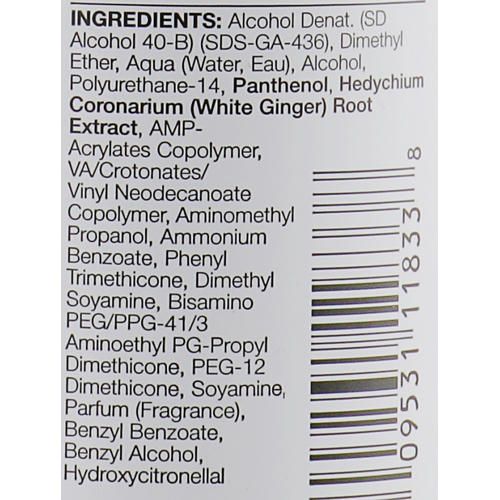 INGREDIENTS: Alcohol Denat. (SD
Alcohol 40-B) (SDS-GA-436), Dimethyl
Ether, Aqua (Water, Eau), Alcohol,
Polyurethane-14, Panthenol, Hedychium
Coronarium (White Ginger) Root
Extract, AMP-
Acrylates Copolymer,
VA/Crotonates/
Vinyl Neodecanoate
Copolymer, Aminomethyl
Propanol, Ammonium
Benzoate, Phenyl
Trimethicone, Dimethyl
Soyamine, Bisamino
PEG/PPG-41/3
Aminoethyl PG-Propyl
Dimethicone, PEG-12
Dimethicone, Soyamine,
Parfum (Fragrance),
Benzyl Benzoate,
Benzyl Alcohol,
Hydroxycitronellal
09531 11833 8